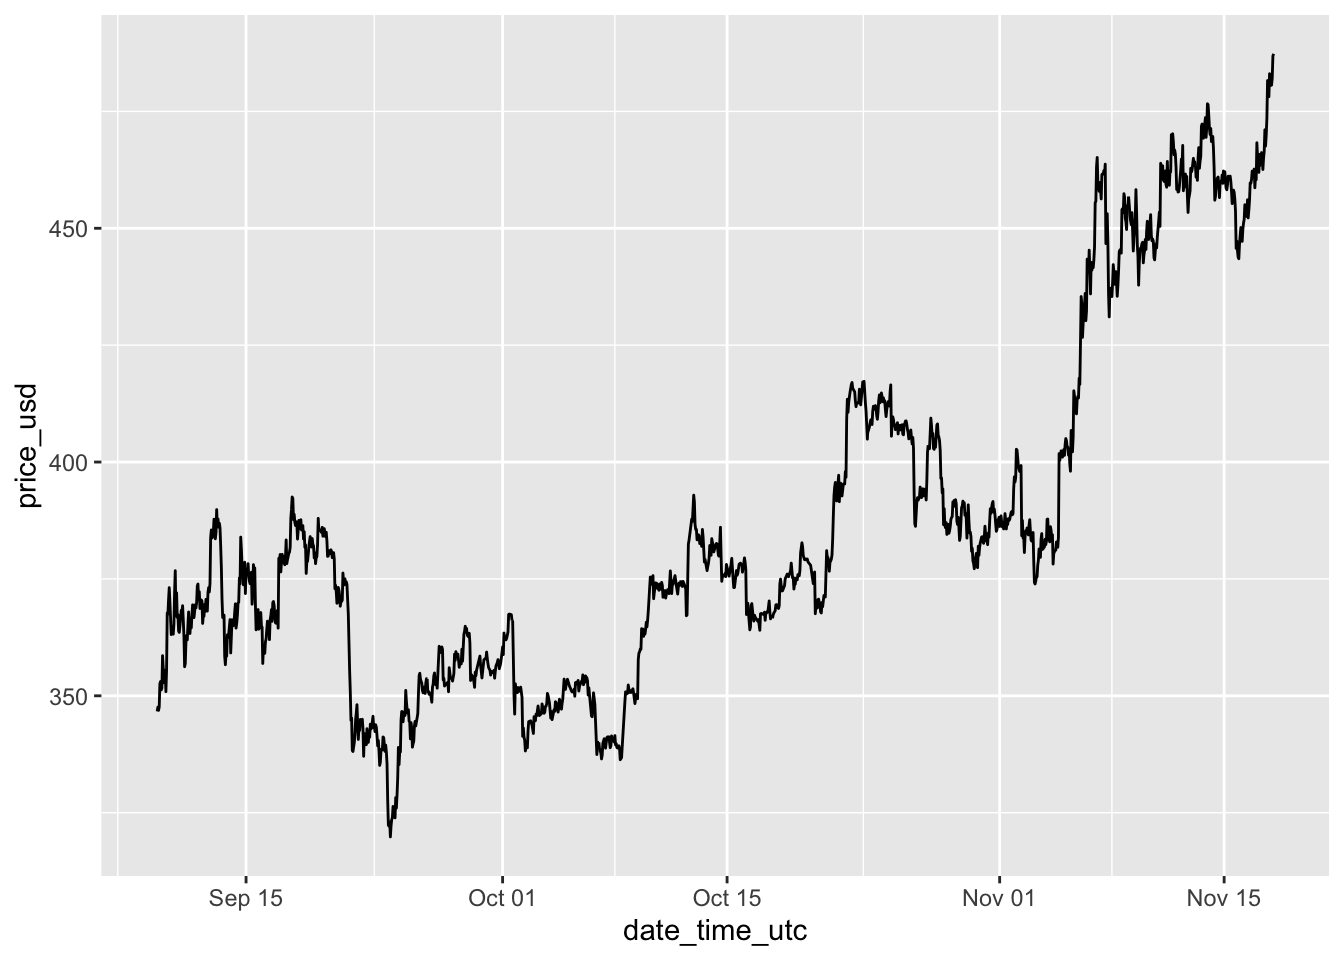 price_usd
450
400
350
Sep 15
Oct 01
Oct 15
Nov 01
Nov 15
date_time_utc